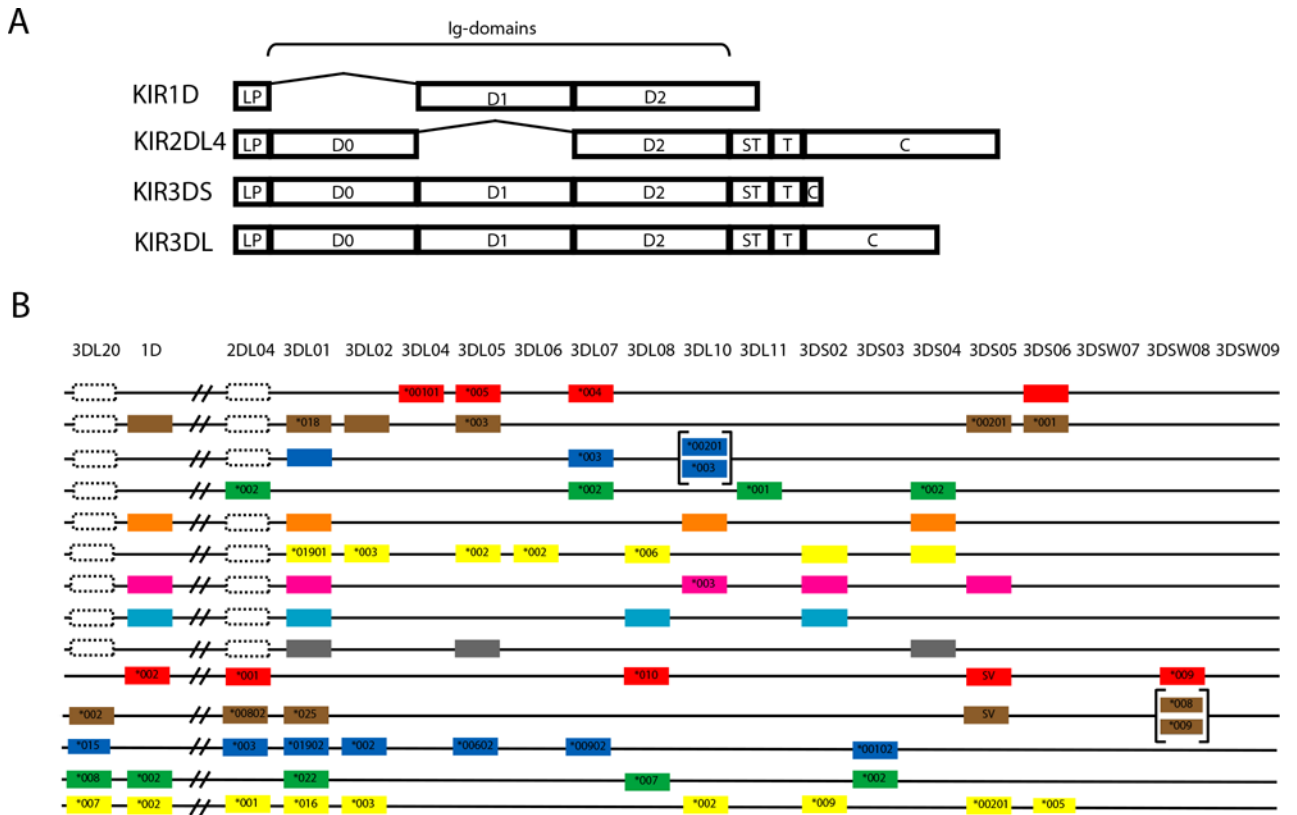 A
Ig-domains
KIR1D LP D1 D2
KIR2DL4 LP D0 D2 ST T C
KIR3DS LP D0 D1 D2 ST T C
KIR3DL LP D0 D1 D2 ST T C
B
3DL20 1D 2DL04 3DL01 3DL02 3DL04 3DL05 3DL06 3DL07 3DL08 3DL10 3DL11 3DS02 3DS03 3DS04 3DS05 3DS06 3DSW07 3DSW08 3DSW09
*00101 *005 *004
*018 *003 *00201 *001
*00201
*003 *003
*002 *002 *001 *002
*01901 *003 *002 *002 *006
*003
*002 *001 *010 SV *009
*008
*002 *00802 *025 SV
*009
*015 *003 *01902 *002 *00602 *00902 *00102
*008 *002 *022 *007 *002
*007 *002 *001 *016 *003 *002 *009 *00201 *005